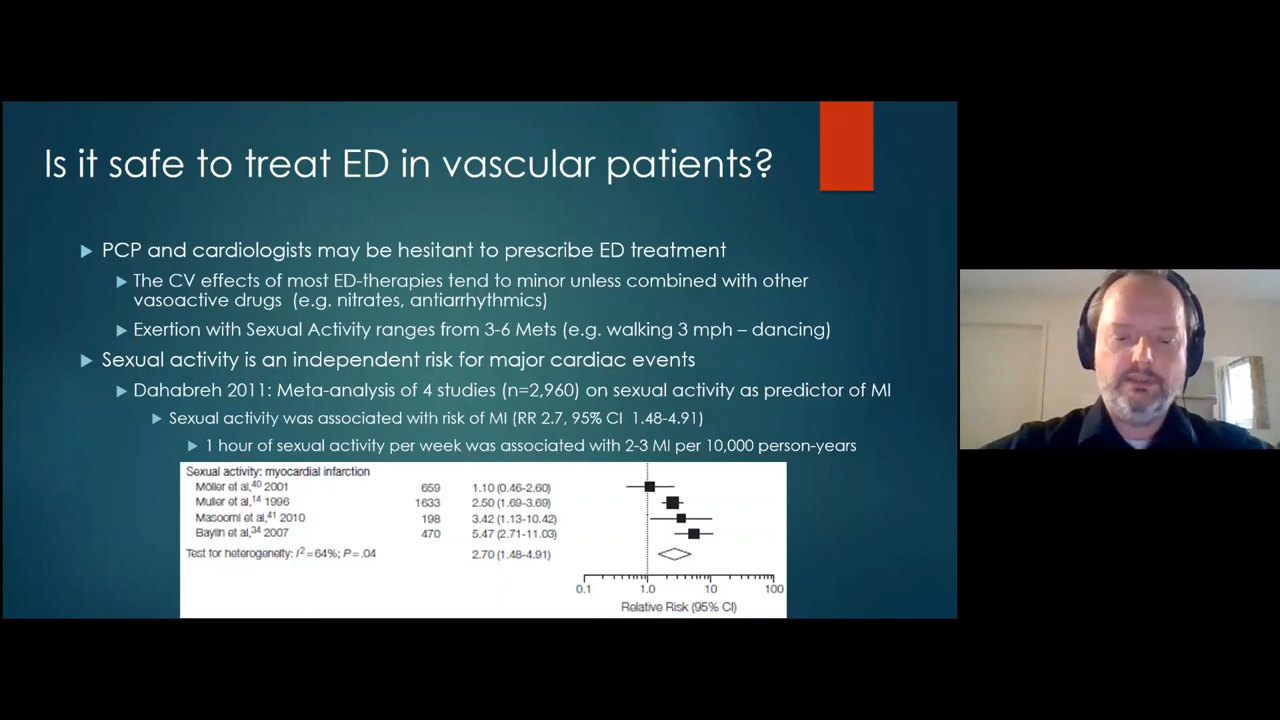 Is it safe to treat ED in vascular patients?
PCP and cardiologists may be hesitant to prescribe ED treatment
The CV effects of most ED-therapies tend to minor unless combined with other
vasoactive drugs (e.g. nitrates, antiarrhythmics)
Exertion with Sexual Activity ranges from 3-6 Mets (e.g. walking 3 mph – dancing)
Sexual activity is an independent risk for major cardiac events
Dahabreh 2011: Meta-analysis of 4 studies (n=2,960) on sexual activity as predictor of MI
Sexual activity was associated with risk of MI (RR 2.7, 95% CI 1.48-4.91)
1 hour of sexual activity per week was associated with 2-3 MI per 10,000 person-years
Sexual activity: myocardial infarction
Möller et al,40 2001 659 1.10 (0.46-2.60)
Muller et al,14 1996 1633 2.50 (1.69-3.69)
Masoomi et al,41 2010 198 3.42 (1.13-10.42)
Baylin et al,34 2007 470 5.47 (2.71-11.03)
Test for heterogeneity: I2=64%; P=.04 2.70 (1.48-4.91)
0.1 1.0 10 100
Relative Risk (95% CI)